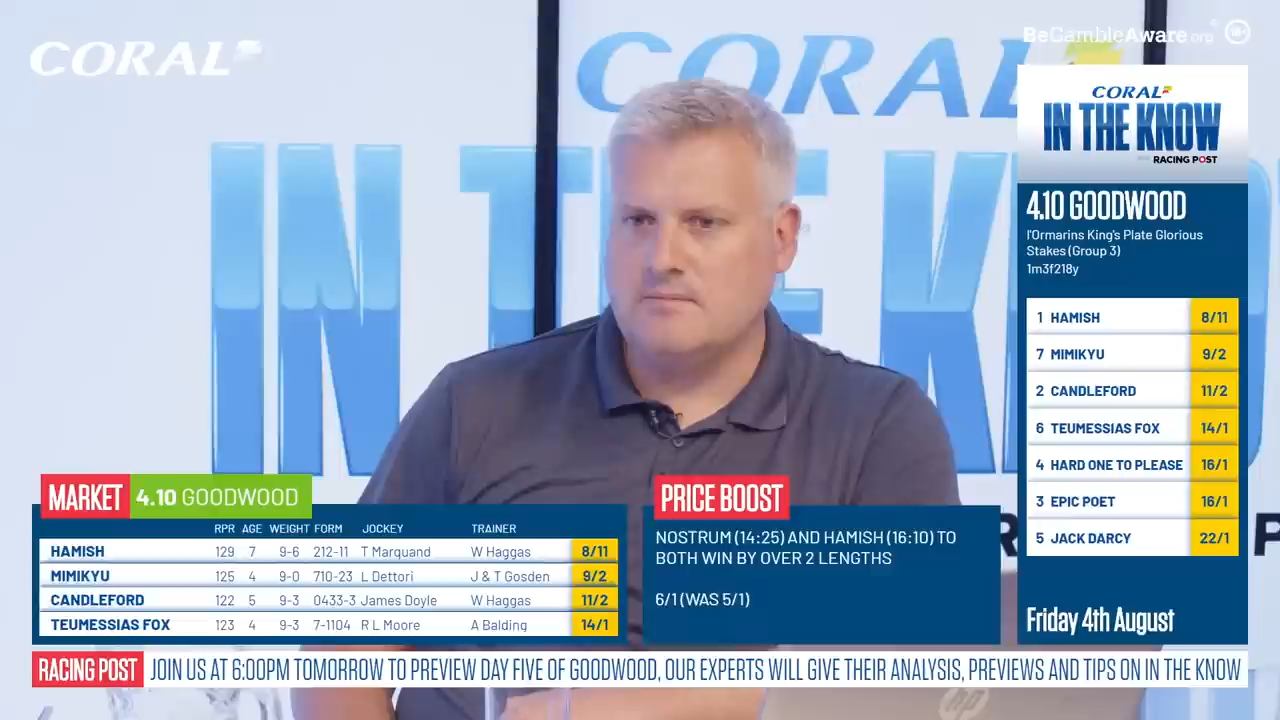 CORAL
BeGambleAware.org 18+
CORAL
IN THE KNOW
CORAL
IN THE KNOW
RACING POST
4.10 GOODWOOD
l'Ormarins King's Plate Glorious
Stakes (Group 3)
1m3f218y
1 HAMISH 8/11
7 MIMIKYU 9/2
2 CANDLEFORD 11/2
6 TEUMESSIAS FOX 14/1
4 HARD ONE TO PLEASE 16/1
3 EPIC POET 16/1
5 JACK DARCY 22/1
Friday 4th August
MARKET 4.10 GOODWOOD
RPR AGE WEIGHT FORM JOCKEY TRAINER
HAMISH 129 7 9-6 212-11 T Marquand W Haggas 8/11
MIMIKYU 125 4 9-0 710-23 L Dettori J & T Gosden 9/2
CANDLEFORD 122 5 9-3 0433-3 James Doyle W Haggas 11/2
TEUMESSIAS FOX 123 4 9-3 7-1104 R L Moore A Balding 14/1
PRICE BOOST
NOSTRUM (14:25) AND HAMISH (16:10) TO
BOTH WIN BY OVER 2 LENGTHS
6/1 (WAS 5/1)
hp
RACING POST JOIN US AT 6:00PM TOMORROW TO PREVIEW DAY FIVE OF GOODWOOD, OUR EXPERTS WILL GIVE THEIR ANALYSIS, PREVIEWS AND TIPS ON IN THE KNOW